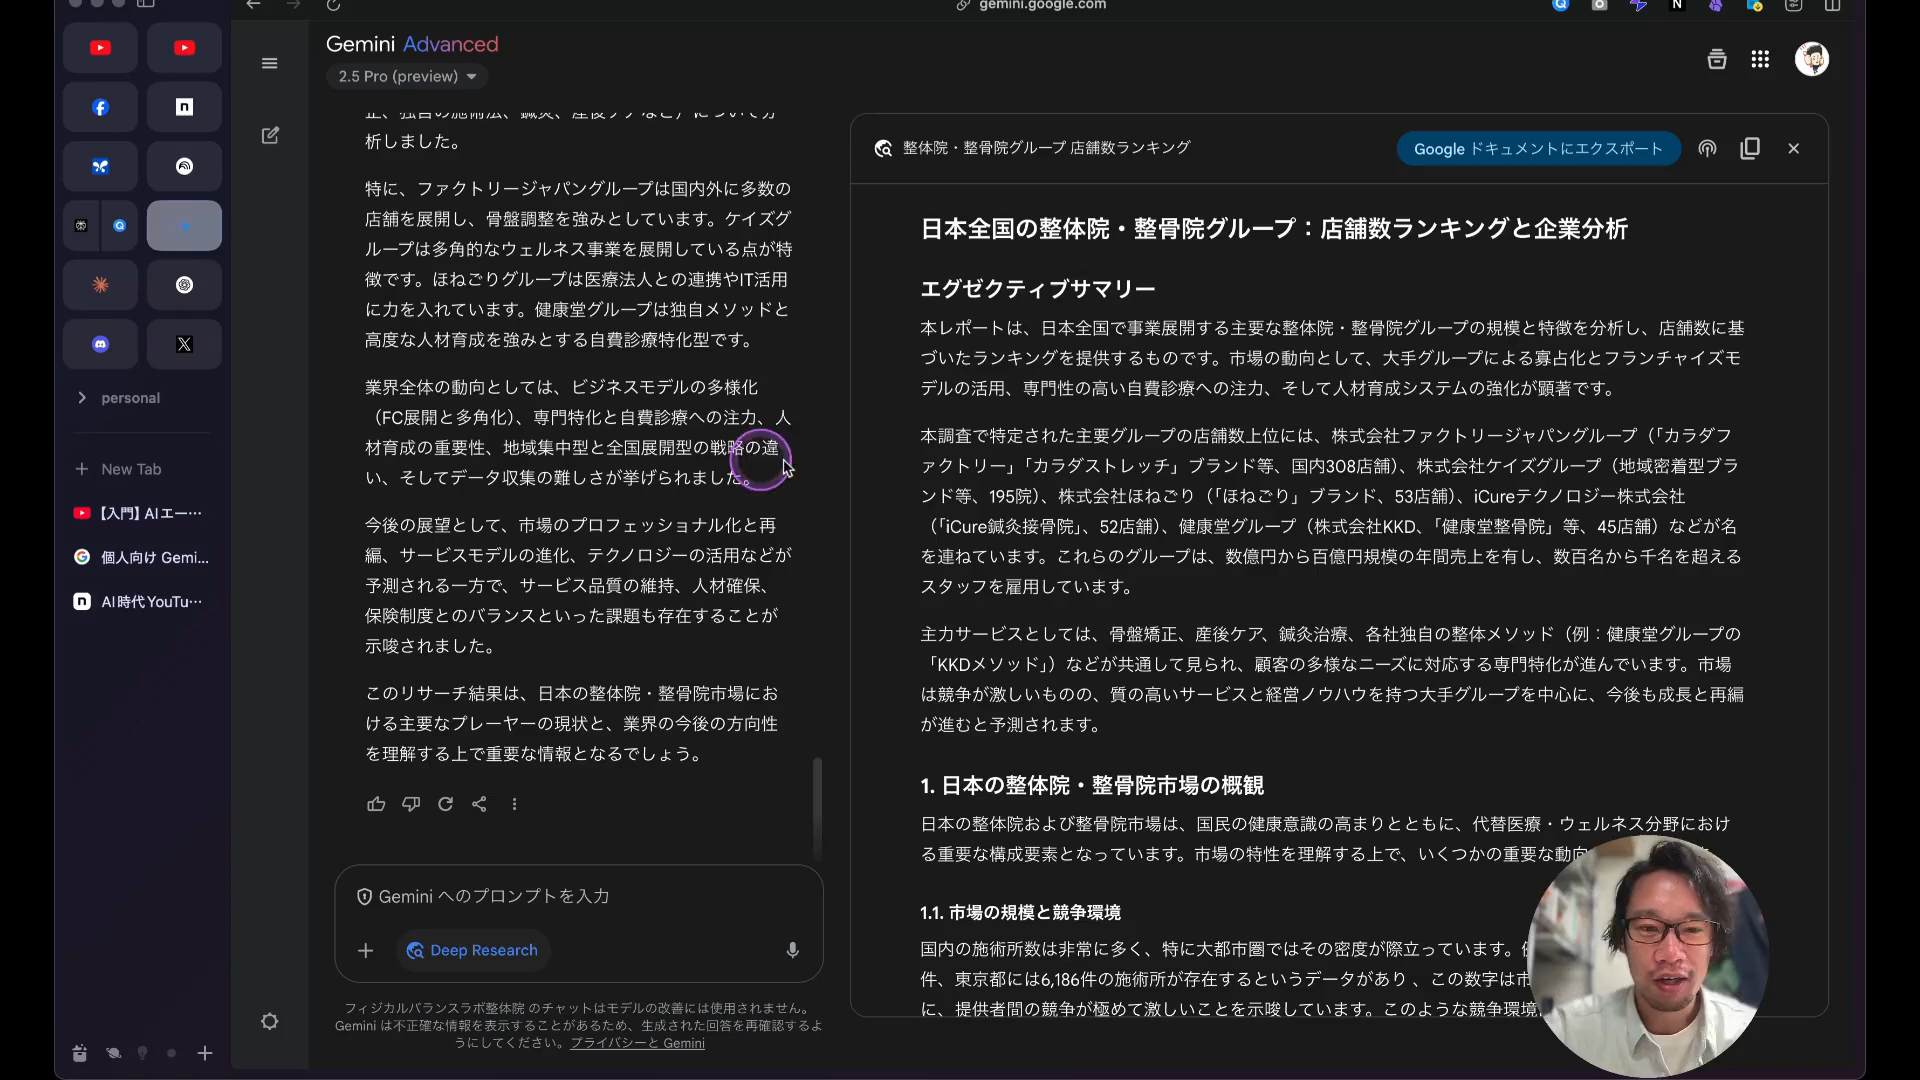 gemini.google.com
personal
New Tab
【入門】AIエー…
個人向け Gemi...
AI時代YouTu…
Gemini Advanced
2.5 Pro (preview)
析しました。
特に、ファクトリージャパングループは国内外に多数の
店舗を展開し、骨盤調整を強みとしています。ケイズグ
ループは多角的なウェルネス事業を展開している点が特
徴です。ほねごりグループは医療法人との連携やIT活用
に力を入れています。健康堂グループは独自メソッドと
高度な人材育成を強みとする自費診療特化型です。
業界全体の動向としては、ビジネスモデルの多様化
（FC展開と多角化）、専門特化と自費診療への注力、人
材育成の重要性、地域集中型と全国展開型の戦略の違
い、そしてデータ収集の難しさが挙げられました。
今後の展望として、市場のプロフェッショナル化と再
編、サービスモデルの進化、テクノロジーの活用などが
予測される一方で、サービス品質の維持、人材確保、
保険制度とのバランスといった課題も存在することが
示唆されました。
このリサーチ結果は、日本の整体院・整骨院市場にお
ける主要なプレーヤーの現状と、業界の今後の方向性
を理解する上で重要な情報となるでしょう。
Gemini へのプロンプトを入力
Deep Research
フィジカルバランスラボ整体院 のチャットはモデルの改善には使用されません。
Gemini は不正確な情報を表示することがあるため、生成された回答を再確認するよ
うにしてください。プライバシーと Gemini
整体院・整骨院グループ 店舗数ランキング
Google ドキュメントにエクスポート
日本全国の整体院・整骨院グループ：店舗数ランキングと企業分析
エグゼクティブサマリー
本レポートは、日本全国で事業展開する主要な整体院・整骨院グループの規模と特徴を分析し、店舗数に基
づいたランキングを提供するものです。市場の動向として、大手グループによる寡占化とフランチャイズモ
デルの活用、専門性の高い自費診療への注力、そして人材育成システムの強化が顕著です。
本調査で特定された主要グループの店舗数上位には、株式会社ファクトリージャパングループ（「カラダフ
ァクトリー」「カラダストレッチ」ブランド等、国内308店舗）、株式会社ケイズグループ（地域密着型ブラ
ンド等、195院）、株式会社ほねごり（「ほねごり」ブランド、53店舗）、iCureテクノロジー株式会社
（「iCure鍼灸接骨院」、52店舗）、健康堂グループ（株式会社KKD、「健康堂整骨院」等、45店舗）などが名
を連ねています。これらのグループは、数億円から百億円規模の年間売上を有し、数百名から千名を超える
スタッフを雇用しています。
主力サービスとしては、骨盤矯正、産後ケア、鍼灸治療、各社独自の整体メソッド（例：健康堂グループの
「KKDメソッド」）などが共通して見られ、顧客の多様なニーズに対応する専門特化が進んでいます。市場
は競争が激しいものの、質の高いサービスと経営ノウハウを持つ大手グループを中心に、今後も成長と再編
が進むと予測されます。
1. 日本の整体院・整骨院市場の概観
日本の整体院および整骨院市場は、国民の健康意識の高まりとともに、代替医療・ウェルネス分野におけ
る重要な構成要素となっています。市場の特性を理解する上で、いくつかの重要な動向
1.1. 市場の規模と競争環境
国内の施術所数は非常に多く、特に大都市圏ではその密度が際立っています。
件、東京都には6,186件の施術所が存在するというデータがあり、この数字は市
に、提供者間の競争が極めて激しいことを示唆しています。このような競争環境